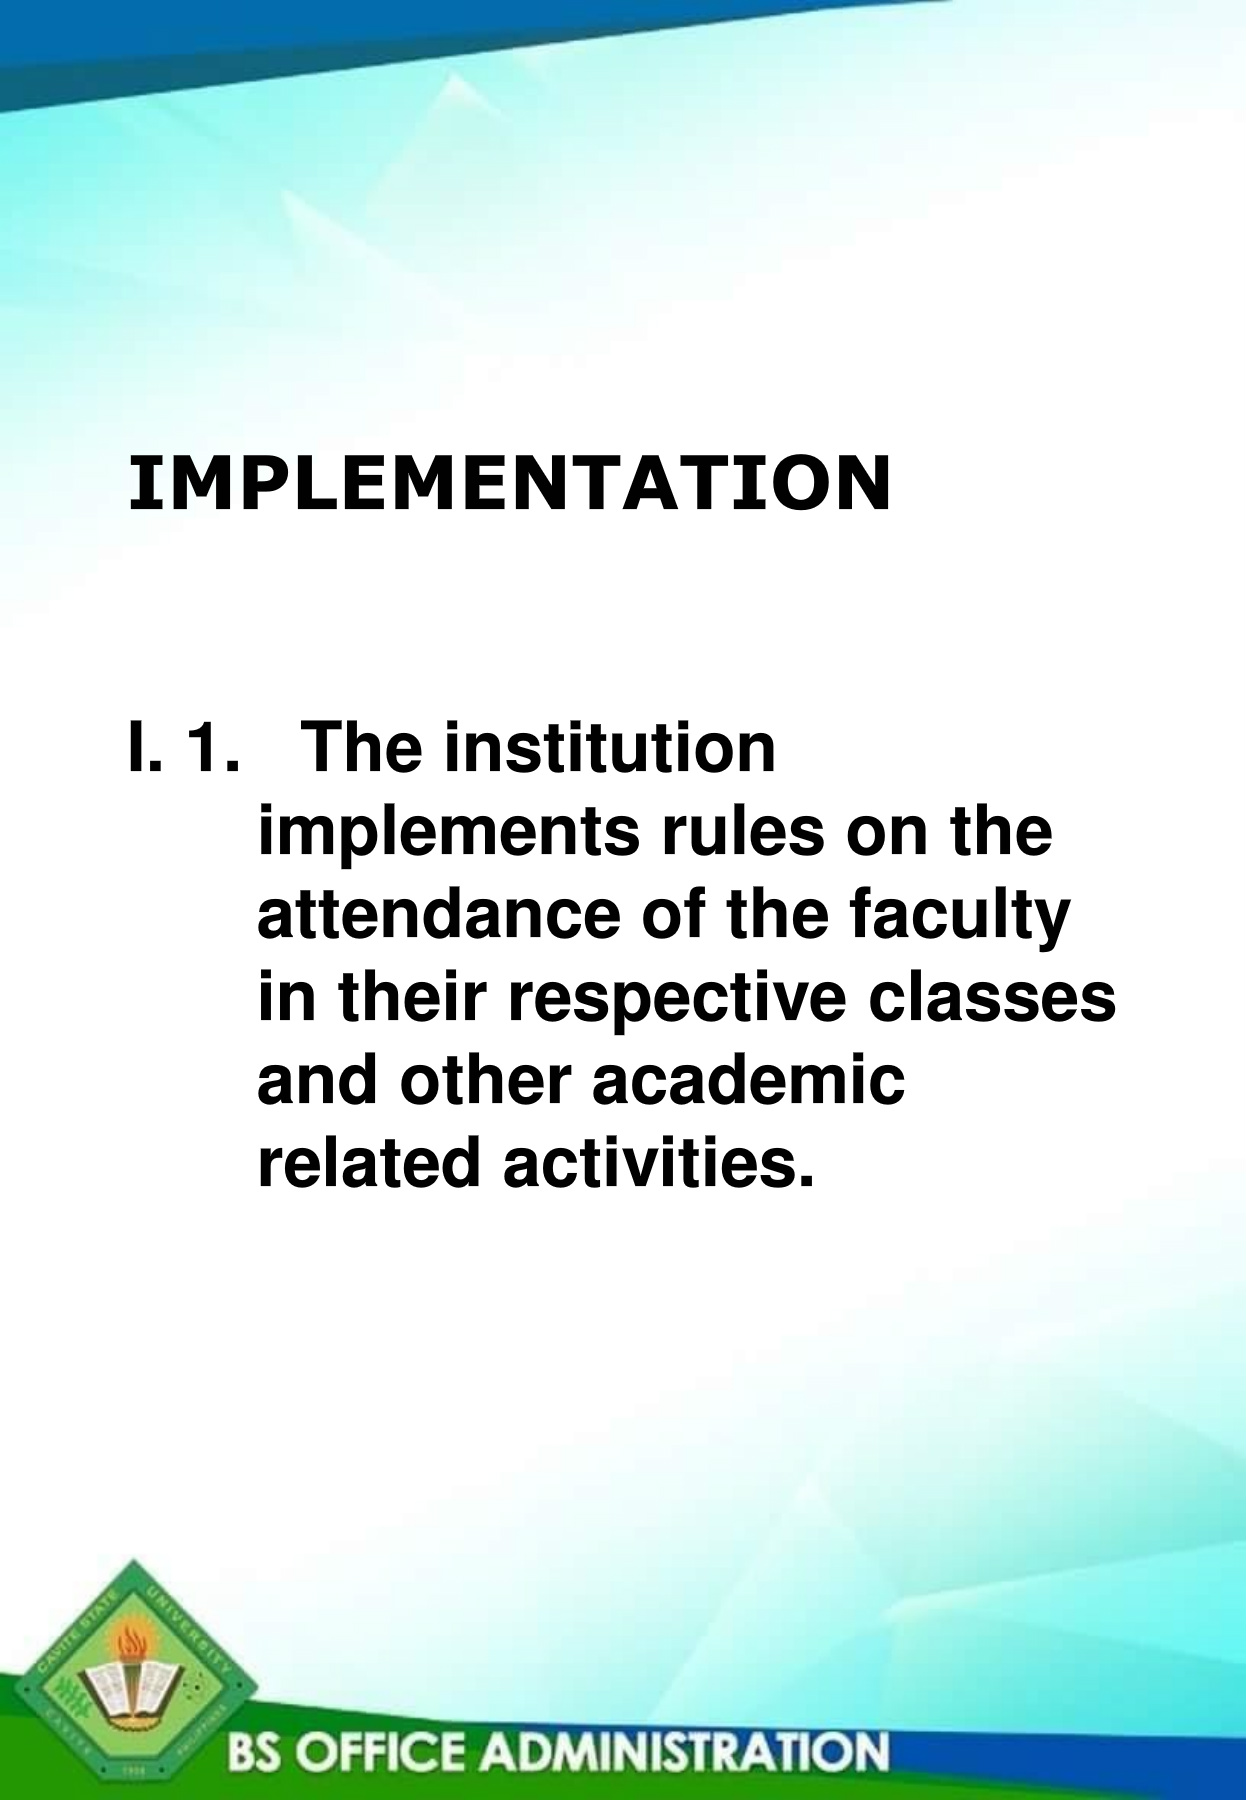 IMPLEMENTATION
I. 1. The institution
implements rules on the
attendance of the faculty
in their respective classes
and other academic
related activities.
CAVITE STATE UNIVERSITY
CAVITE PHILIPPINES
1906
BS OFFICE ADMINISTRATION